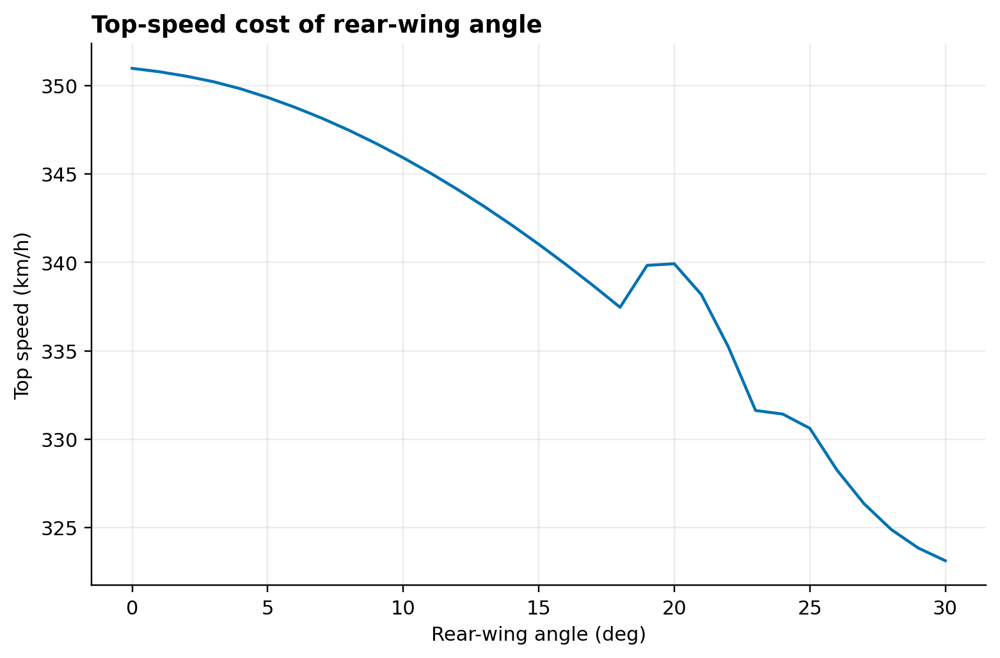 Top-speed cost of rear-wing angle
Top speed (km/h)
350
345
340
335
330
325
0 5 10 15 20 25 30
Rear-wing angle (deg)